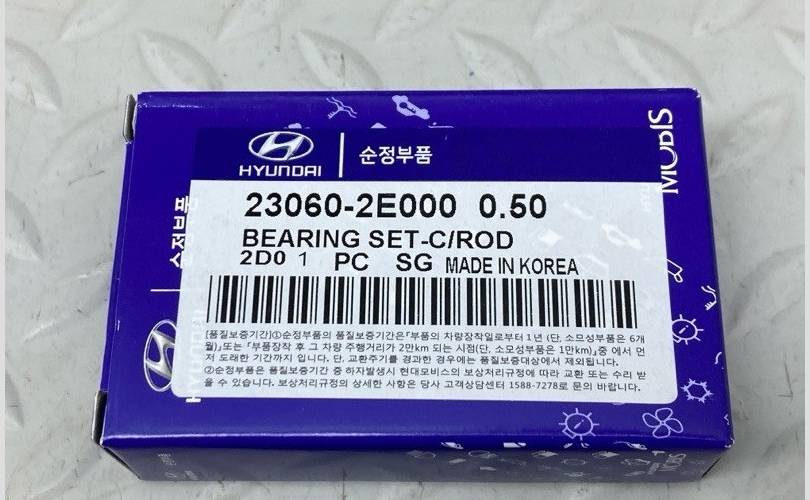 HYUNDAI
순정부품
MOBIS
순정부품
23060-2E000 0.50
BEARING SET-C/ROD
2D0 1 PC SG MADE IN KOREA
[품질보증기간]①순정부품의 품질보증기간은「부품의 차량장착일로부터 1년 (단, 소모성부품은 6개
월)」또는 「부품장착 후 그 차량 주행거리가 2만km 되는 시점(단, 소모성부품은 1만km)」중 에서 먼
저 도래한 기간까지 입니다. 단, 교환주기를 경과한 경우에는 품질보증대상에서 제외됩니다.
②순정부품은 품질보증기간 중 하자발생시 현대모비스의 보상처리규정에 따라 교환 또는 수리 받
을 수 있습니다. 보상처리규정의 상세한 사항은 당사 고객상담센터 1588-7278로 문의 바랍니다.